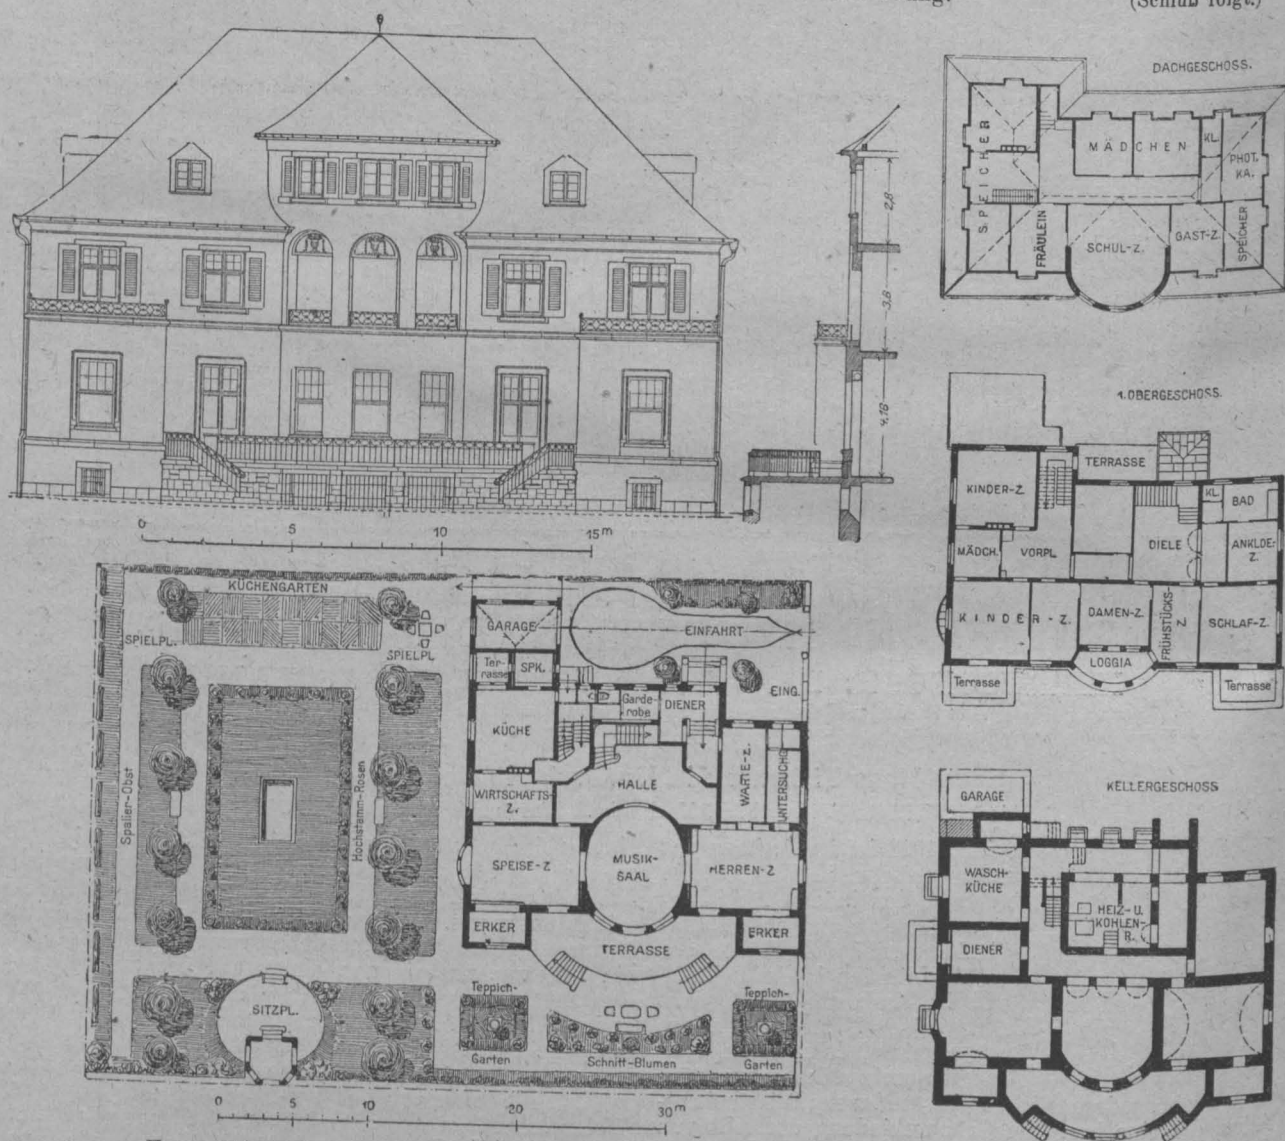 (Schluß folgt.)
DACHGESCHOSS.
SPEICHER
MÄDCHEN
KL.
PHOT. KA.
FRÄULEIN
SCHUL-Z.
GAST-Z.
SPEICHER
2,8
3,8
4,18
0 5 10 15 m
1. OBERGESCHOSS.
TERRASSE
KINDER-Z.
KL.
BAD
MÄDCH.
VORPL.
DIELE
ANKLDE-
Z.
KINDER-Z.
DAMEN-Z.
FRÜHSTÜCKS-
Z
SCHLAF-Z.
LOGGIA
Terrasse
Terrasse
KÜCHENGARTEN
GARAGE
EINFAHRT
SPIELPL.
SPIELPL
Ter-
rasse
SPK.
EING.
Garde-
robe
DIENER
KÜCHE
WARTE-Z.
UNTERSUCHG
HALLE
WIRTSCHAFTS-
Z.
Spalier-Obst
Hochstamm-Rosen
SPEISE-Z
MUSIK-
SAAL
HERREN-Z
ERKER
TERRASSE
ERKER
SITZPL.
Teppich-
Garten
Schnitt-Blumen
Teppich-
Garten
0 5 10 20 30 m
KELLERGESCHOSS
GARAGE
WASCH-
KÜCHE
HEIZ- U.
KOHLEN-
R.
DIENER